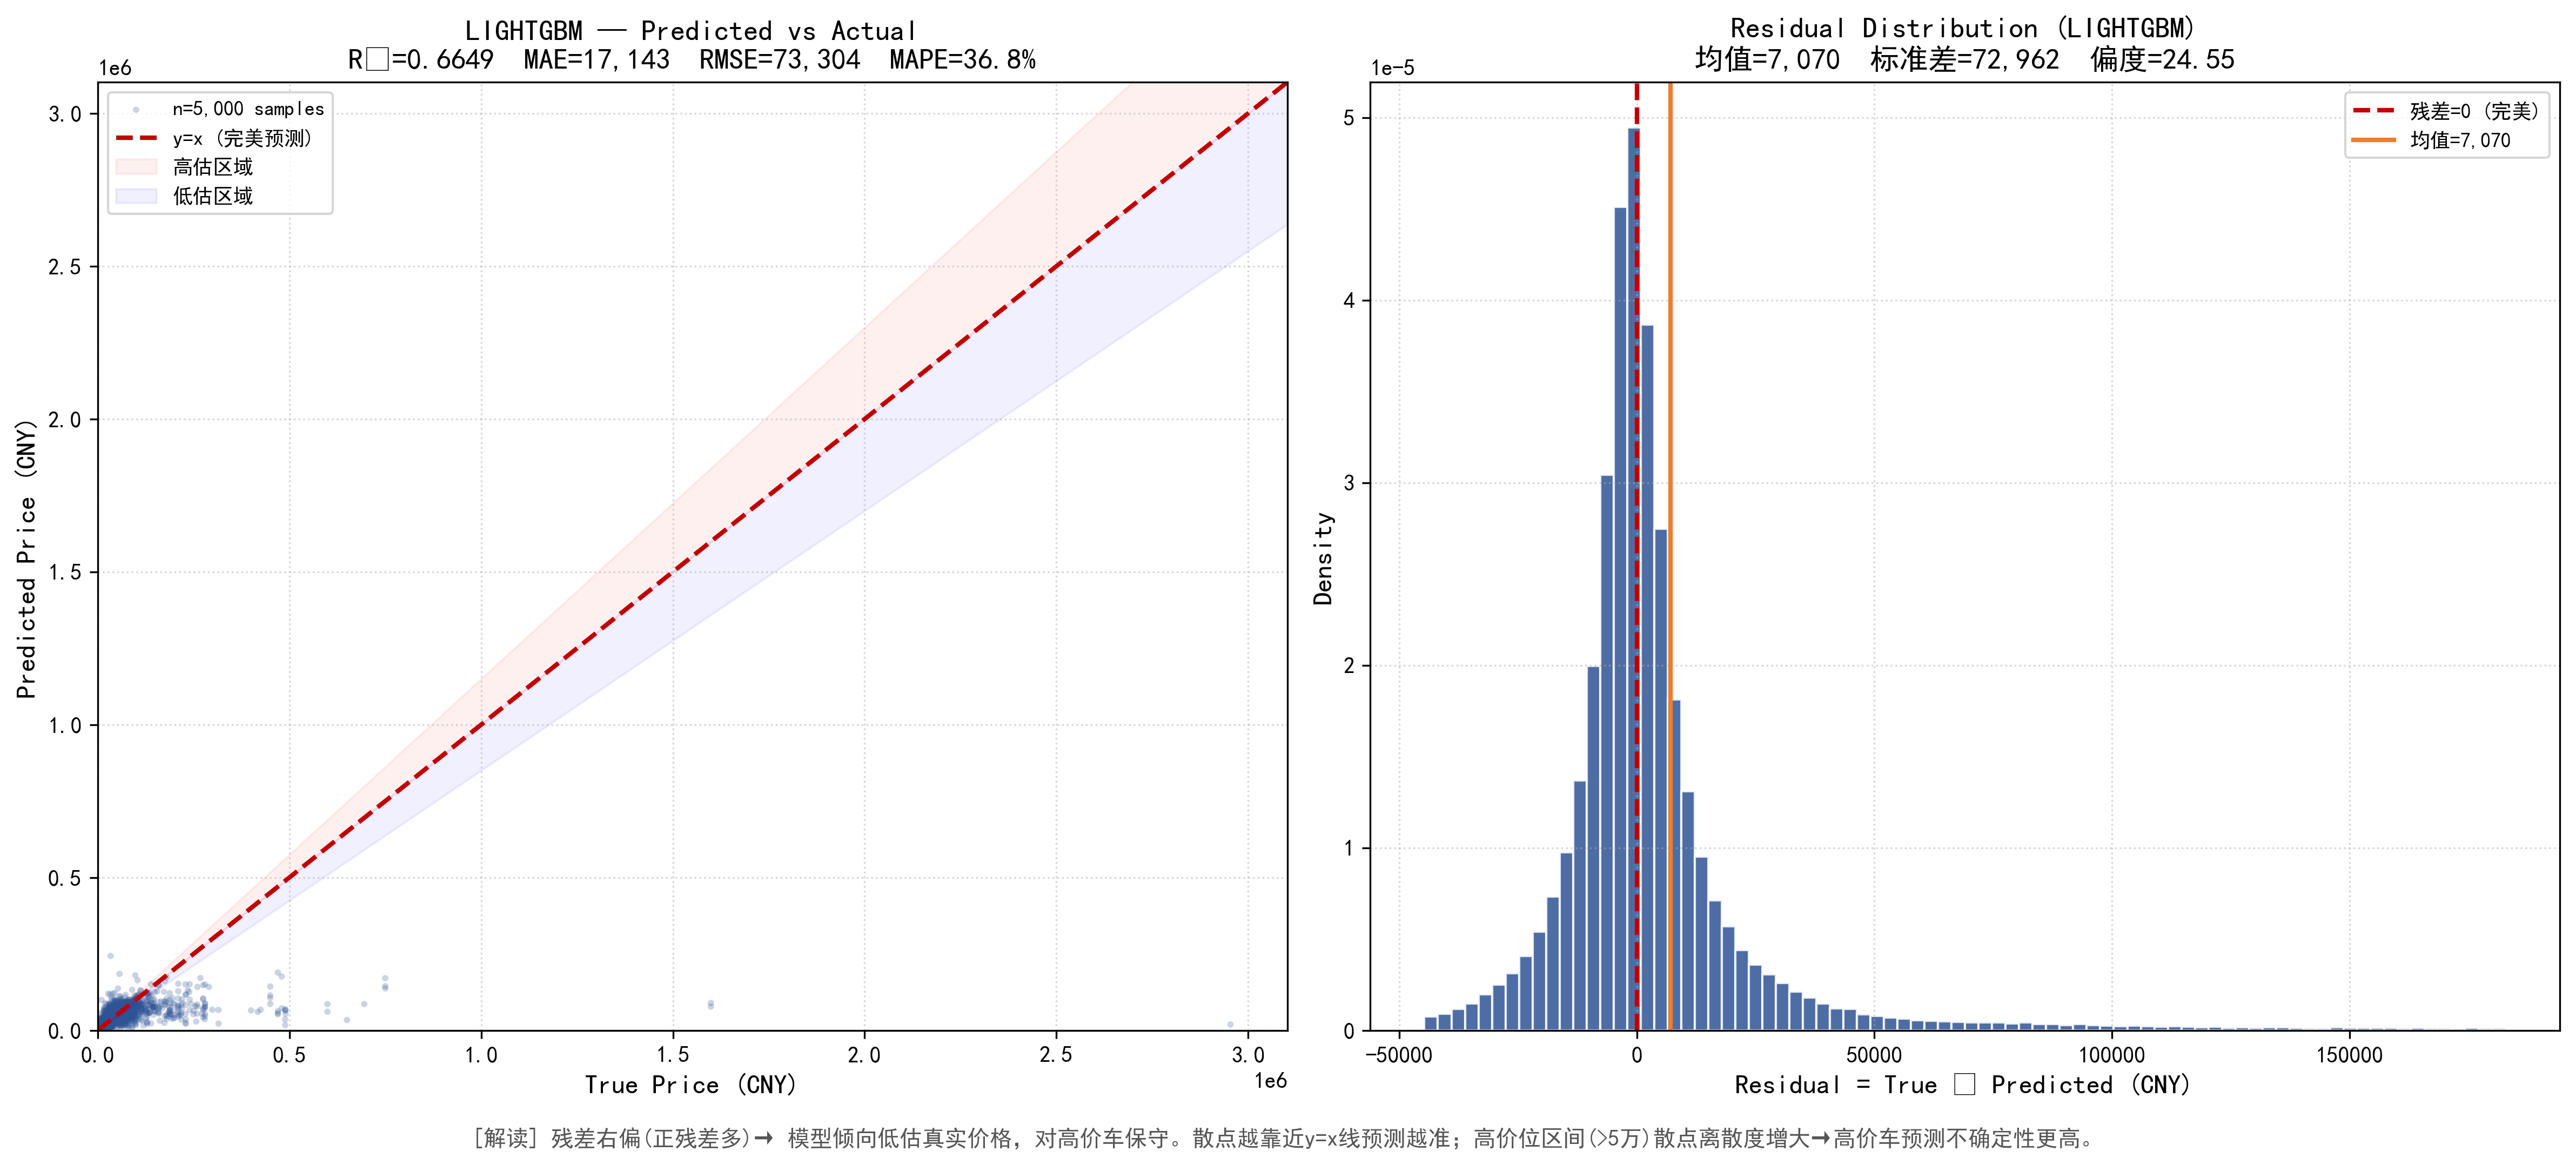 LIGHTGBM — Predicted vs Actual
R□=0.6649 MAE=17,143 RMSE=73,304 MAPE=36.8%
1e6
n=5,000 samples
y=x (完美预测)
高估区域
低估区域
3.0
2.5
2.0
1.5
1.0
0.5
0.0
Predicted Price (CNY)
0.0 0.5 1.0 1.5 2.0 2.5 3.0
1e6
True Price (CNY)
Residual Distribution (LIGHTGBM)
均值=7,070 标准差=72,962 偏度=24.55
1e-5
残差=0 (完美)
均值=7,070
5
4
3
2
1
0
Density
−50000 0 50000 100000 150000
Residual = True □ Predicted (CNY)
[解读] 残差右偏(正残差多)→ 模型倾向低估真实价格，对高价车保守。散点越靠近y=x线预测越准；高价位区间(>5万)散点离散度增大→高价车预测不确定性更高。